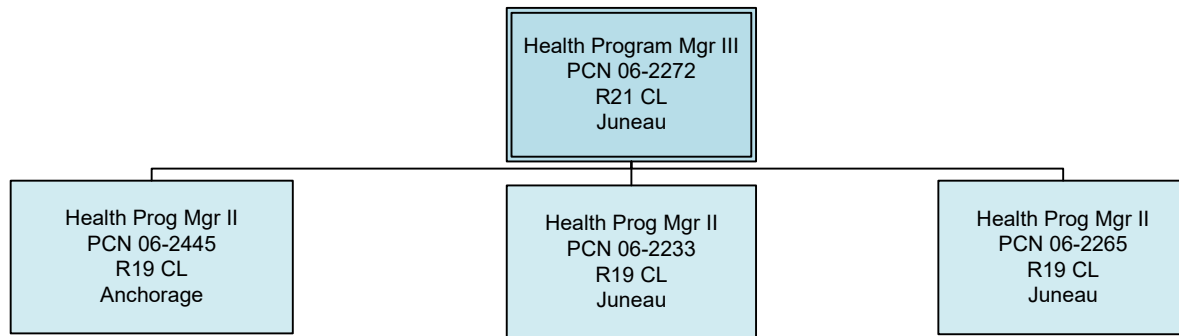 Health Program Mgr III
PCN 06-2272
R21 CL
Juneau
Health Prog Mgr II
PCN 06-2445
R19 CL
Anchorage
Health Prog Mgr II
PCN 06-2233
R19 CL
Juneau
Health Prog Mgr II
PCN 06-2265
R19 CL
Juneau